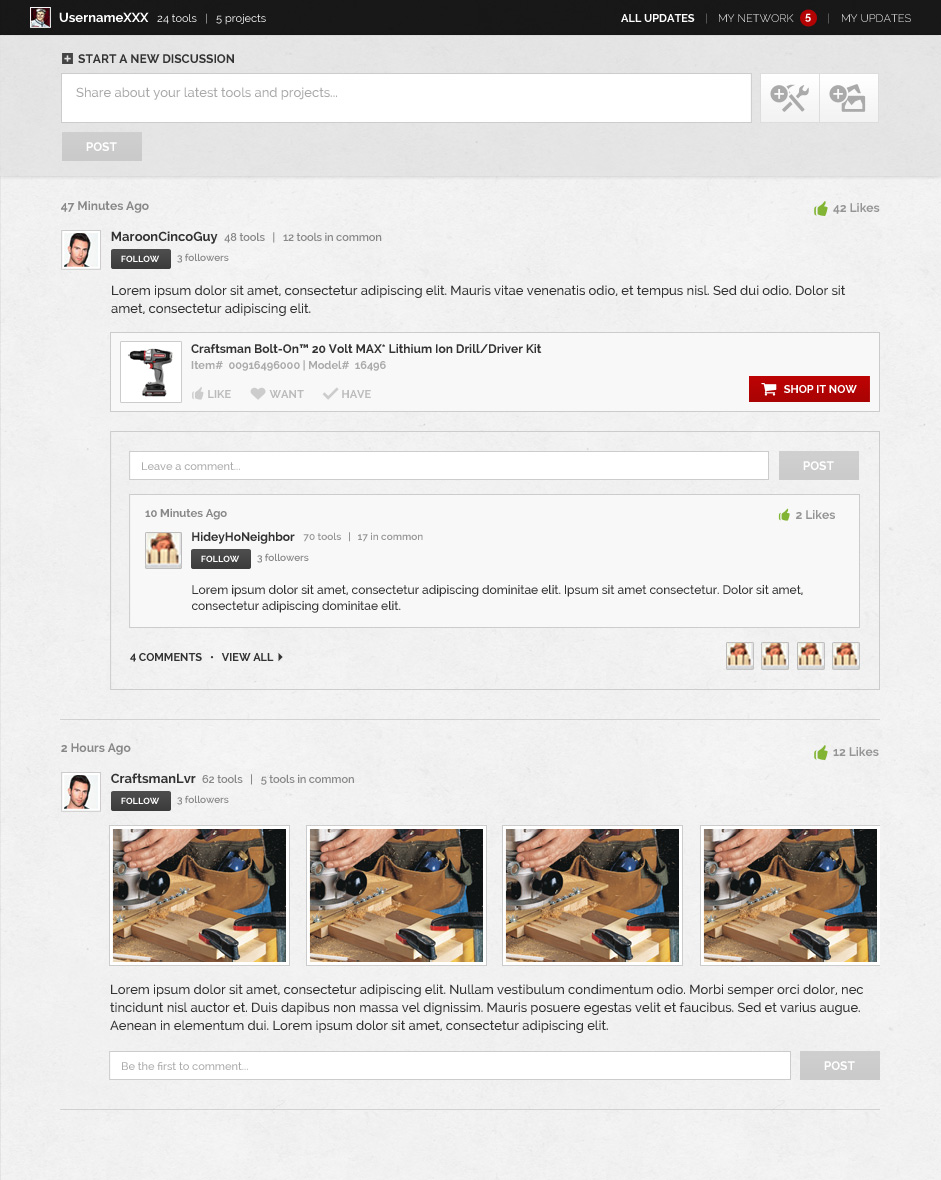 UsernameXXX 24 tools | 5 projects
ALL UPDATES | MY NETWORK 5 | MY UPDATES
START A NEW DISCUSSION
Share about your latest tools and projects...
POST
47 Minutes Ago
42 Likes
MaroonCincoGuy 48 tools | 12 tools in common
FOLLOW 3 followers
Lorem ipsum dolor sit amet, consectetur adipiscing elit. Mauris vitae venenatis odio, et tempus nisl. Sed dui odio. Dolor sit
amet, consectetur adipiscing elit.
Craftsman Bolt-On™ 20 Volt MAX* Lithium Ion Drill/Driver Kit
Item# 00916496000 | Model# 16496
LIKE WANT HAVE
SHOP IT NOW
Leave a comment...
POST
10 Minutes Ago
2 Likes
HideyHoNeighbor 70 tools | 17 in common
FOLLOW 3 followers
Lorem ipsum dolor sit amet, consectetur adipiscing dominitae elit. Ipsum sit amet consectetur. Dolor sit amet,
consectetur adipiscing dominitae elit.
4 COMMENTS • VIEW ALL
2 Hours Ago
12 Likes
CraftsmanLvr 62 tools | 5 tools in common
FOLLOW 3 followers
Lorem ipsum dolor sit amet, consectetur adipiscing elit. Nullam vestibulum condimentum odio. Morbi semper orci dolor, nec
tincidunt nisl auctor et. Duis dapibus non massa vel dignissim. Mauris posuere egestas velit et faucibus. Sed et varius augue.
Aenean in elementum dui. Lorem ipsum dolor sit amet, consectetur adipiscing elit.
Be the first to comment...
POST